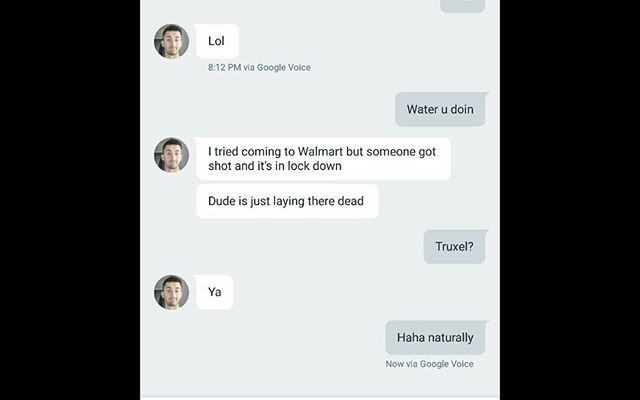 Lol
8:12 PM via Google Voice
Water u doin
I tried coming to Walmart but someone got
shot and it's in lock down
Dude is just laying there dead
Truxel?
Ya
Haha naturally
Now via Google Voice